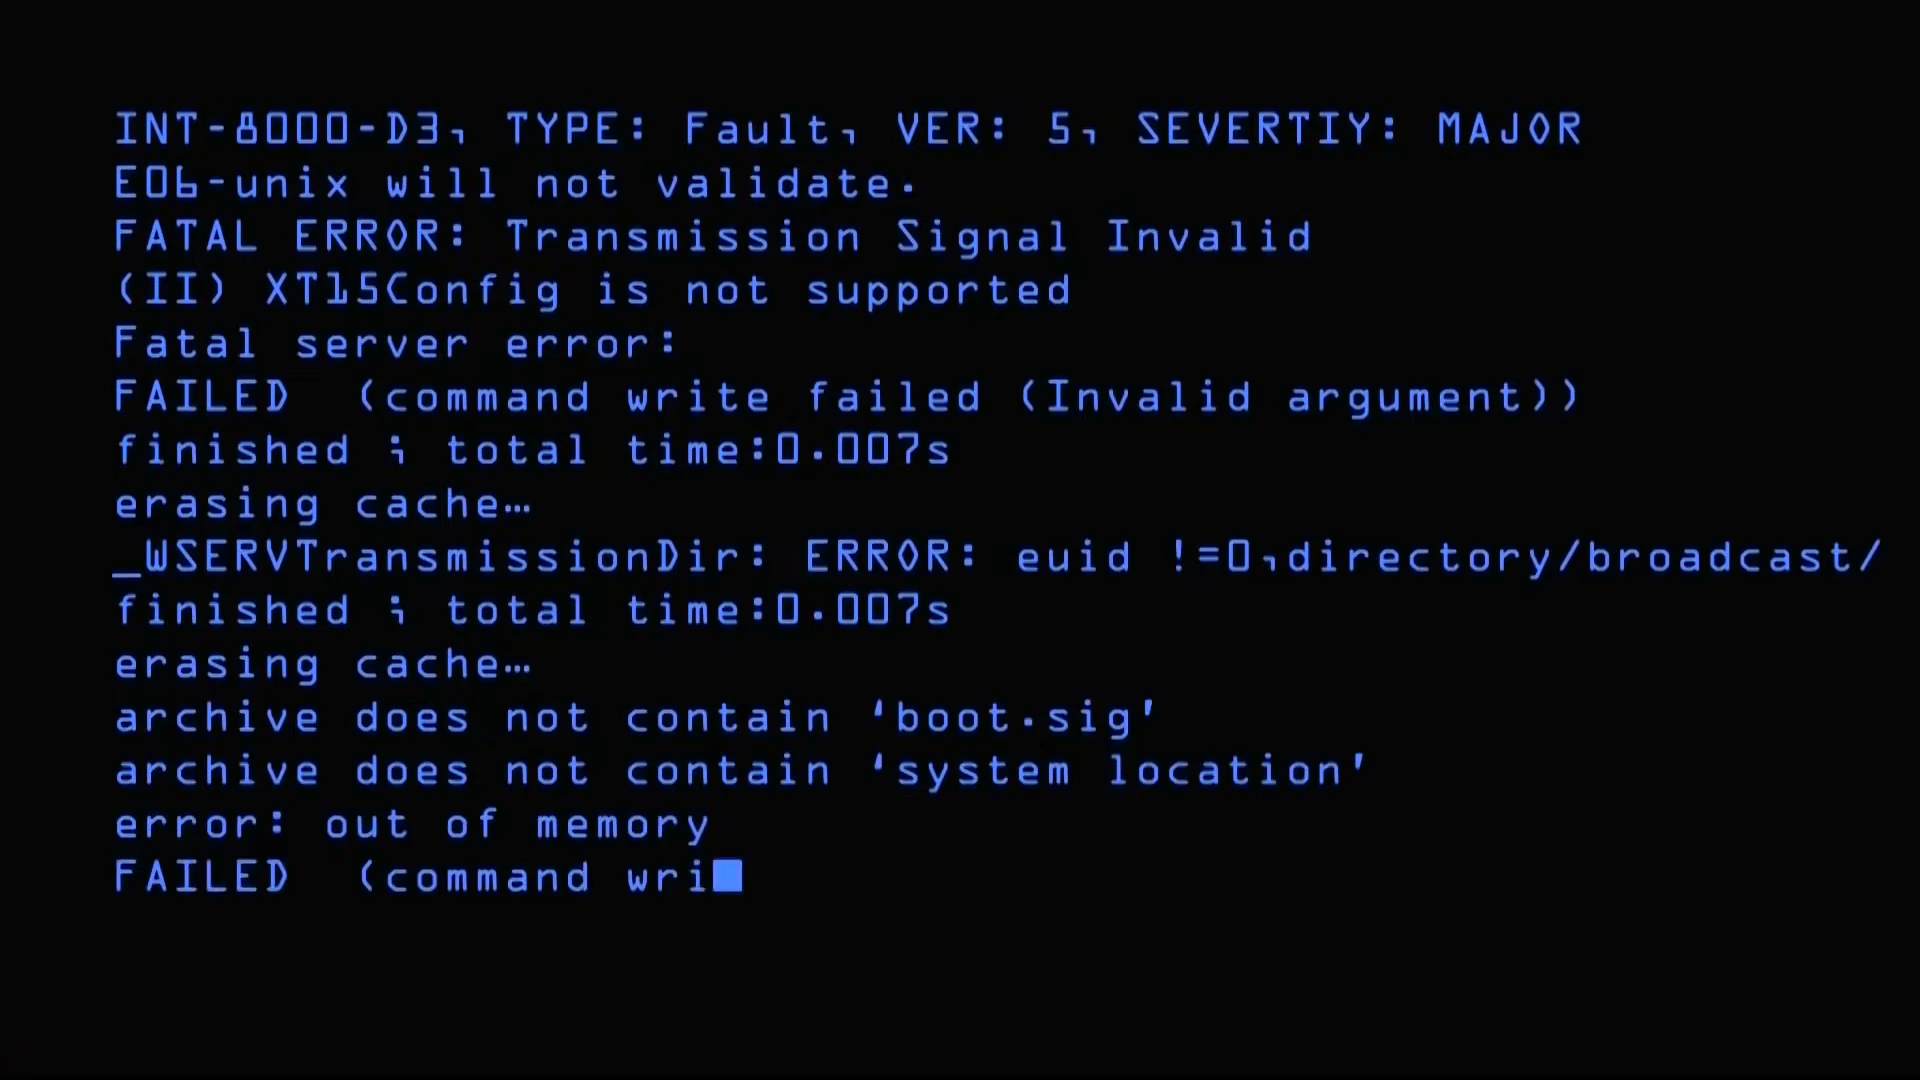 INT-8000-D3, TYPE: Fault, VER: 5, SEVERTIY: MAJOR
E06-unix will not validate.
FATAL ERROR: Transmission Signal Invalid
(II) XT15Config is not supported
Fatal server error:
FAILED  (command write failed (Invalid argument))
finished ; total time:0.007s
erasing cache…
_WSERVTransmissionDir: ERROR: euid !=0,directory/broadcast/
finished ; total time:0.007s
erasing cache…
archive does not contain 'boot.sig'
archive does not contain 'system location'
error: out of memory
FAILED  (command wri